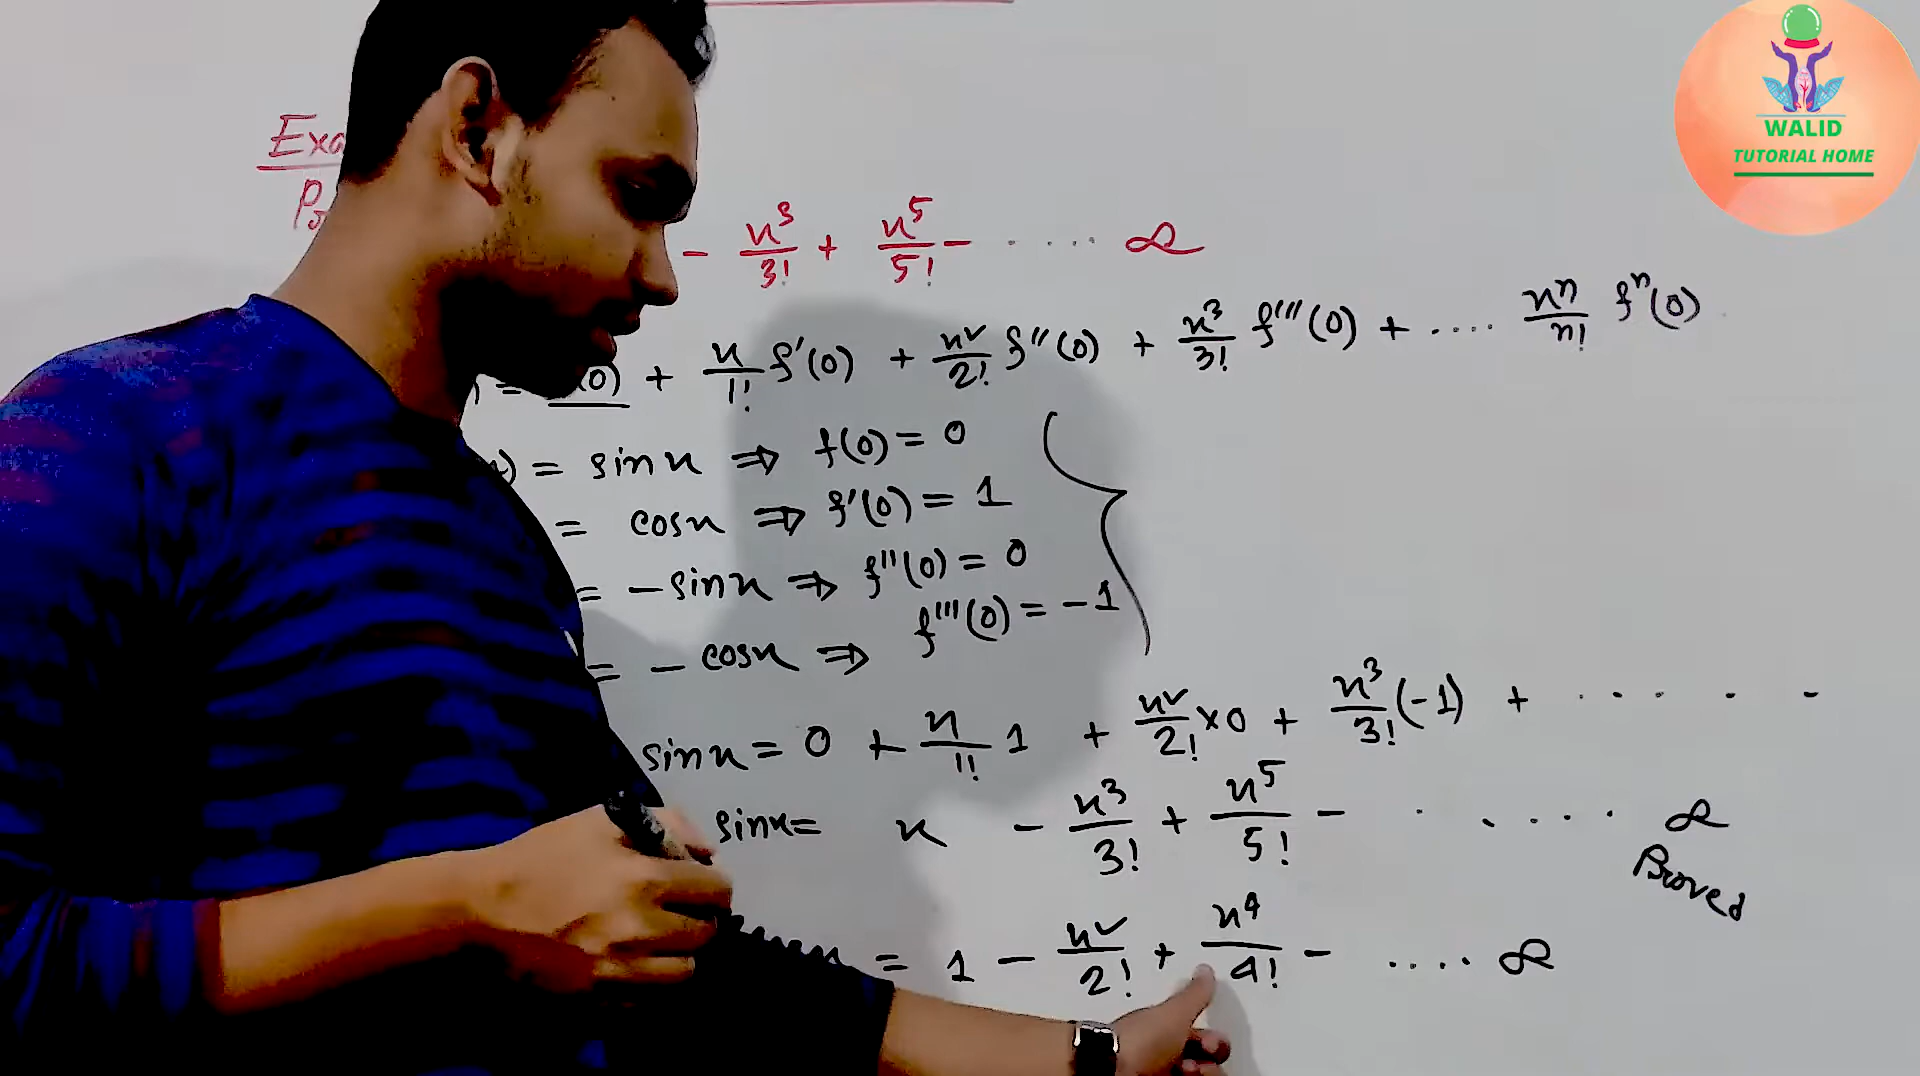 WALID
TUTORIAL HOME
Exa
- x³/3! + x⁵/5! - ..... ∞
) = (0) + x/1! f'(0) + x²/2! f''(0) + x³/3! f'''(0) + .... xⁿ/n! fⁿ(0)
) = sinx ⇒ f(0) = 0
= cosx ⇒ f'(0) = 1
= -sinx ⇒ f''(0) = 0
= -cosx ⇒ f'''(0) = -1
sinx = 0 + x/1! 1 + x²/2! ×0 + x³/3! (-1) + .....
sinx = x - x³/3! + x⁵/5! - ...... ∞
Proved
= 1 - x²/2! + x⁴/4! - .... ∞